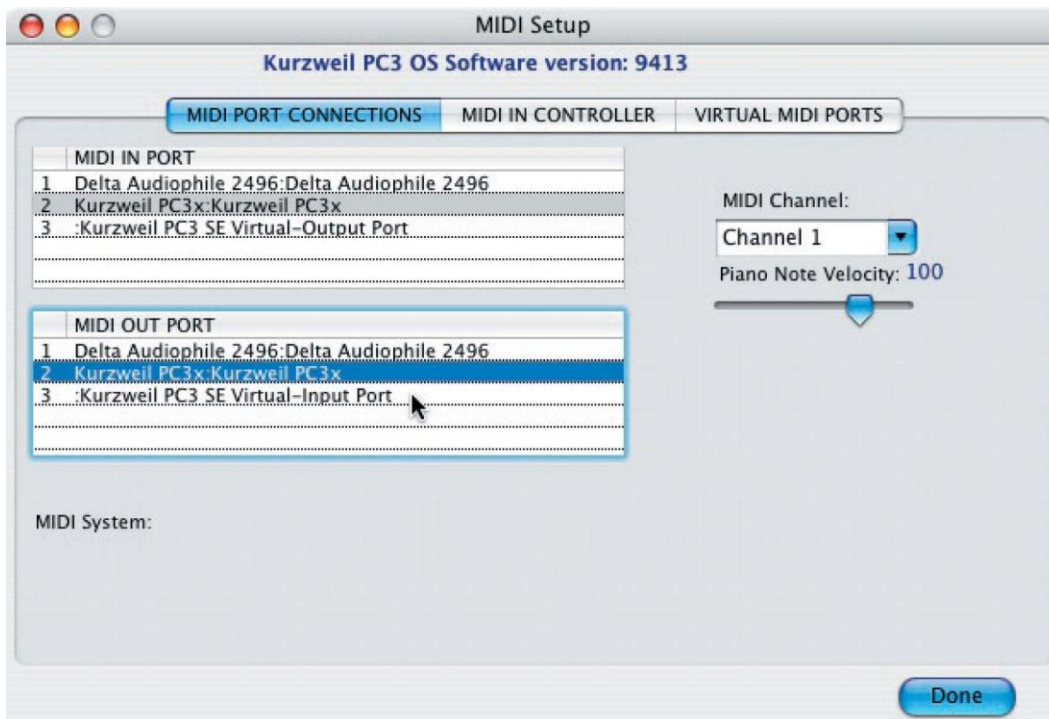 MIDI Setup
Kurzweil PC3 OS Software version: 9413
MIDI PORT CONNECTIONS
MIDI IN CONTROLLER
VIRTUAL MIDI PORTS
MIDI IN PORT
1 Delta Audiophile 2496:Delta Audiophile 2496
2 Kurzweil PC3x:Kurzweil PC3x
3 :Kurzweil PC3 SE Virtual-Output Port
MIDI Channel:
Channel 1
Piano Note Velocity: 100
MIDI OUT PORT
1 Delta Audiophile 2496:Delta Audiophile 2496
2 Kurzweil PC3x:Kurzweil PC3x
3 :Kurzweil PC3 SE Virtual-Input Port
MIDI System:
Done